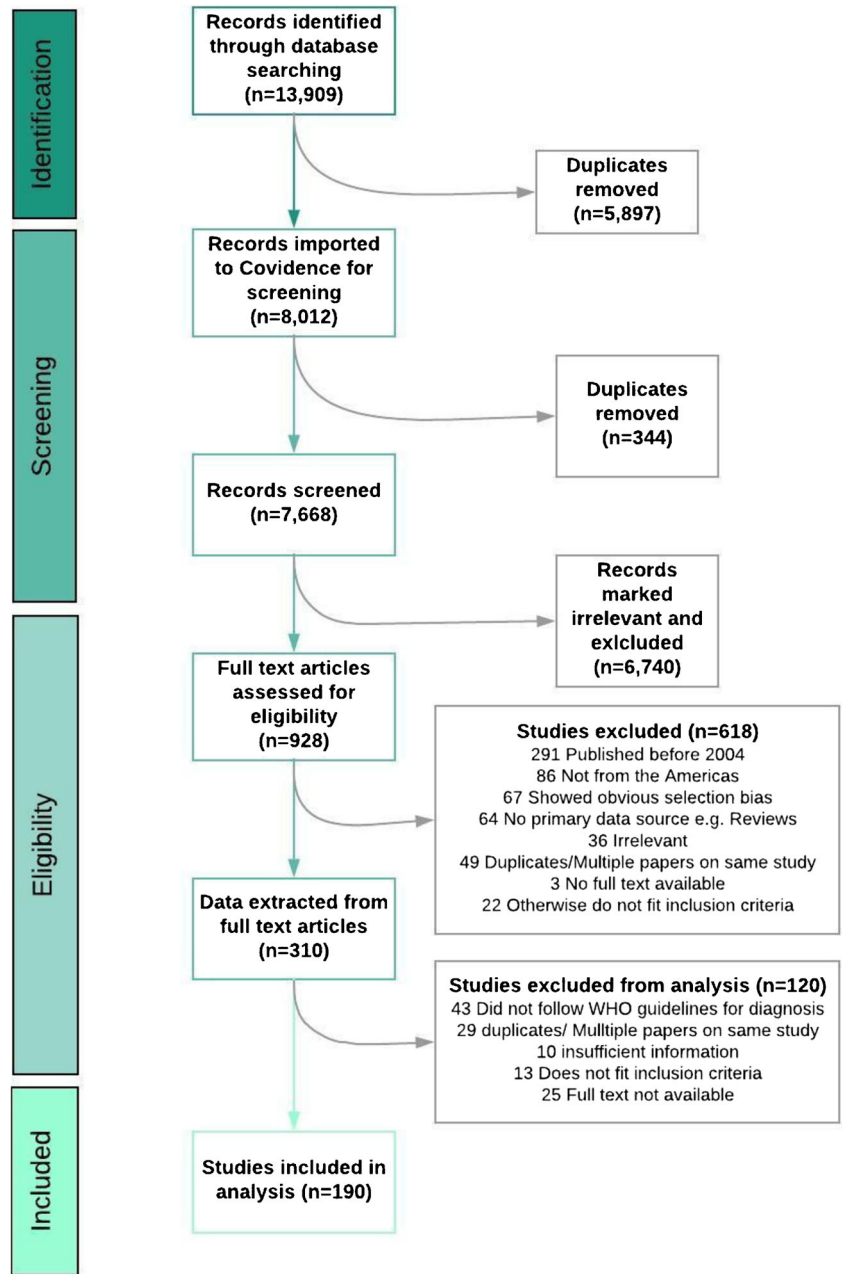 Identification
Records identified
through database
searching
(n=13,909)
Duplicates
removed
(n=5,897)
Screening
Records imported
to Covidence for
screening
(n=8,012)
Duplicates
removed
(n=344)
Records screened
(n=7,668)
Records
marked
irrelevant and
exlcluded
(n=6,740)
Eligibility
Full text articles
assessed for
eligibility
(n=928)
Studies excluded (n=618)
291 Published before 2004
86 Not from the Americas
67 Showed obvious selection bias
64 No primary data source e.g. Reviews
36 Irrelevant
49 Duplicates/Multiple papers on same study
3 No full text available
22 Otherwise do not fit inclusion criteria
Data extracted from
full text articles
(n=310)
Studies excluded from analysis (n=120)
43 Did not follow WHO guidelines for diagnosis
29 duplicates/ Mulltiple papers on same study
10 insufficient information
13 Does not fit inclusion criteria
25 Full text not available
Included
Studies included in
analysis (n=190)